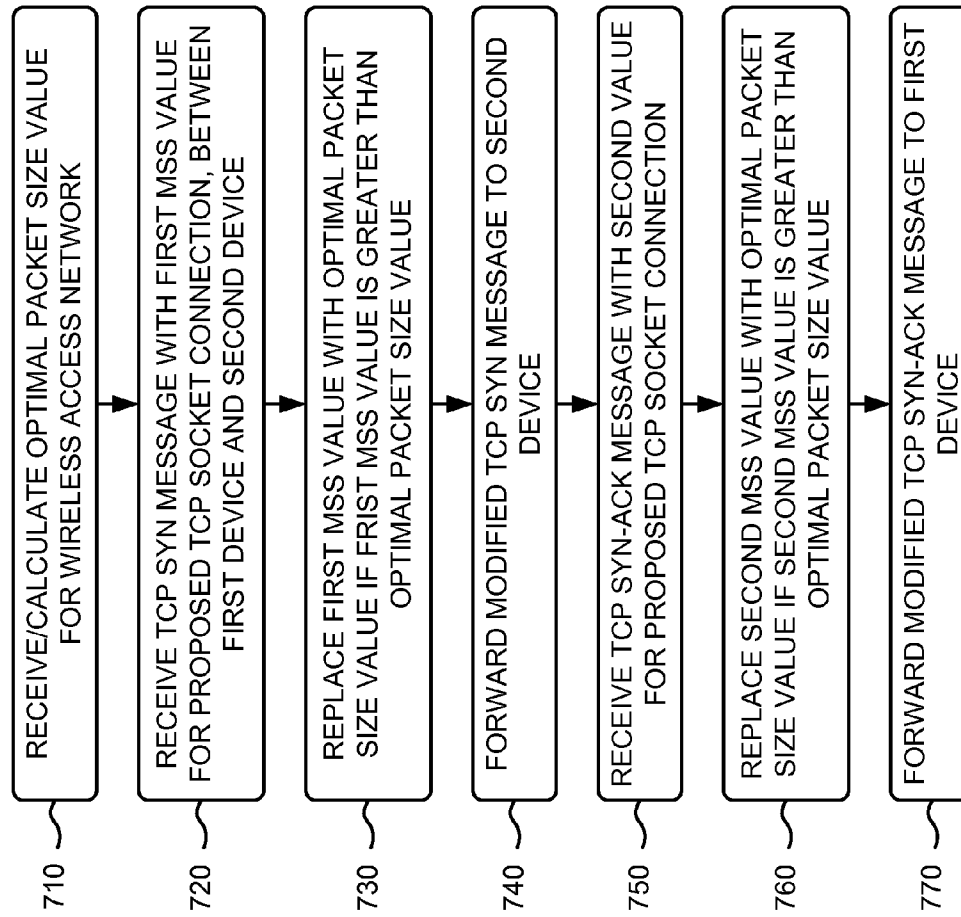 710
RECEIVE/CALCULATE OPTIMAL PACKET SIZE VALUE
FOR WIRELESS ACCESS NETWORK
720
RECEIVE TCP SYN MESSAGE WITH FIRST MSS VALUE
FOR PROPOSED TCP SOCKET CONNECTION, BETWEEN
FIRST DEVICE AND SECOND DEVICE
730
REPLACE FIRST MSS VALUE WITH OPTIMAL PACKET
SIZE VALUE IF FRIST MSS VALUE IS GREATER THAN
OPTIMAL PACKET SIZE VALUE
740
FORWARD MODIFIED TCP SYN MESSAGE TO SECOND
DEVICE
750
RECEIVE TCP SYN-ACK MESSAGE WITH SECOND VALUE
FOR PROPOSED TCP SOCKET CONNECTION
760
REPLACE SECOND MSS VALUE WITH OPTIMAL PACKET
SIZE VALUE IF SECOND MSS VALUE IS GREATER THAN
OPTIMAL PACKET SIZE VALUE
770
FORWARD MODIFIED TCP SYN-ACK MESSAGE TO FIRST
DEVICE